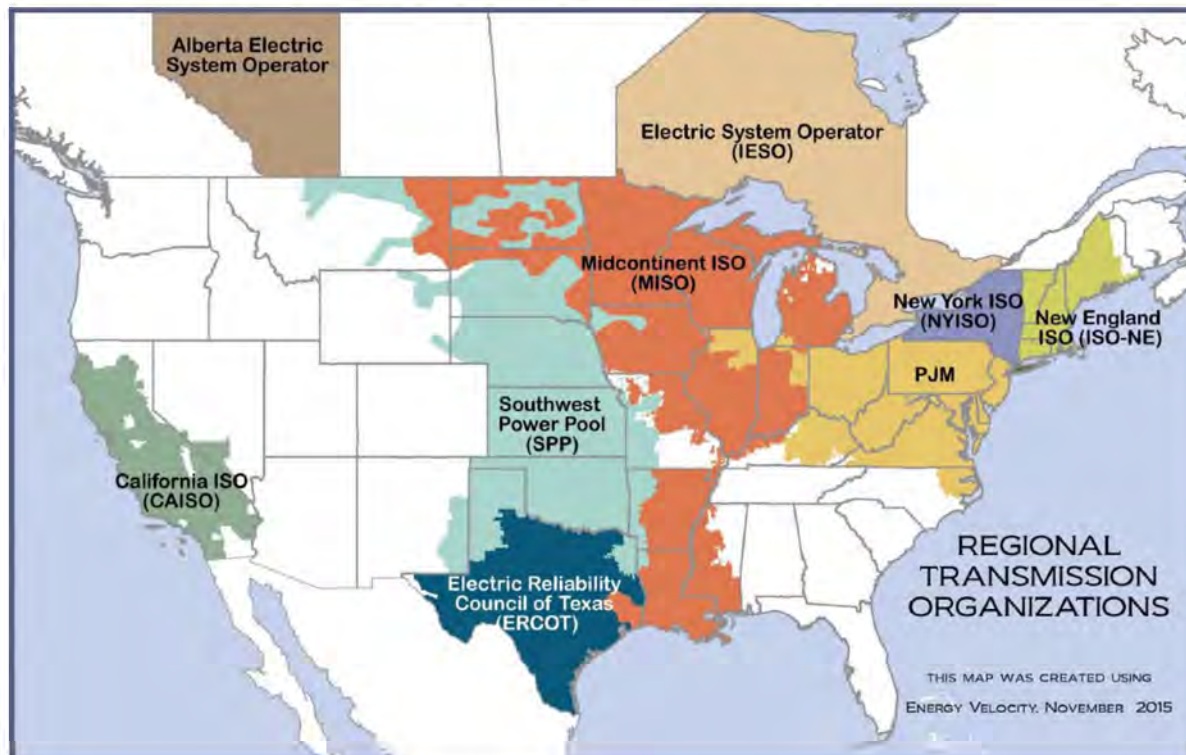 Alberta Electric
System Operator
Electric System Operator
(IESO)
Midcontinent ISO
(MISO)
New York ISO
(NYISO)
New England
ISO (ISO-NE)
PJM
Southwest
Power Pool
(SPP)
California ISO
(CAISO)
Electric Reliability
Council of Texas
(ERCOT)
REGIONAL
TRANSMISSION
ORGANIZATIONS
THIS MAP WAS CREATED USING
ENERGY VELOCITY, NOVEMBER 2015